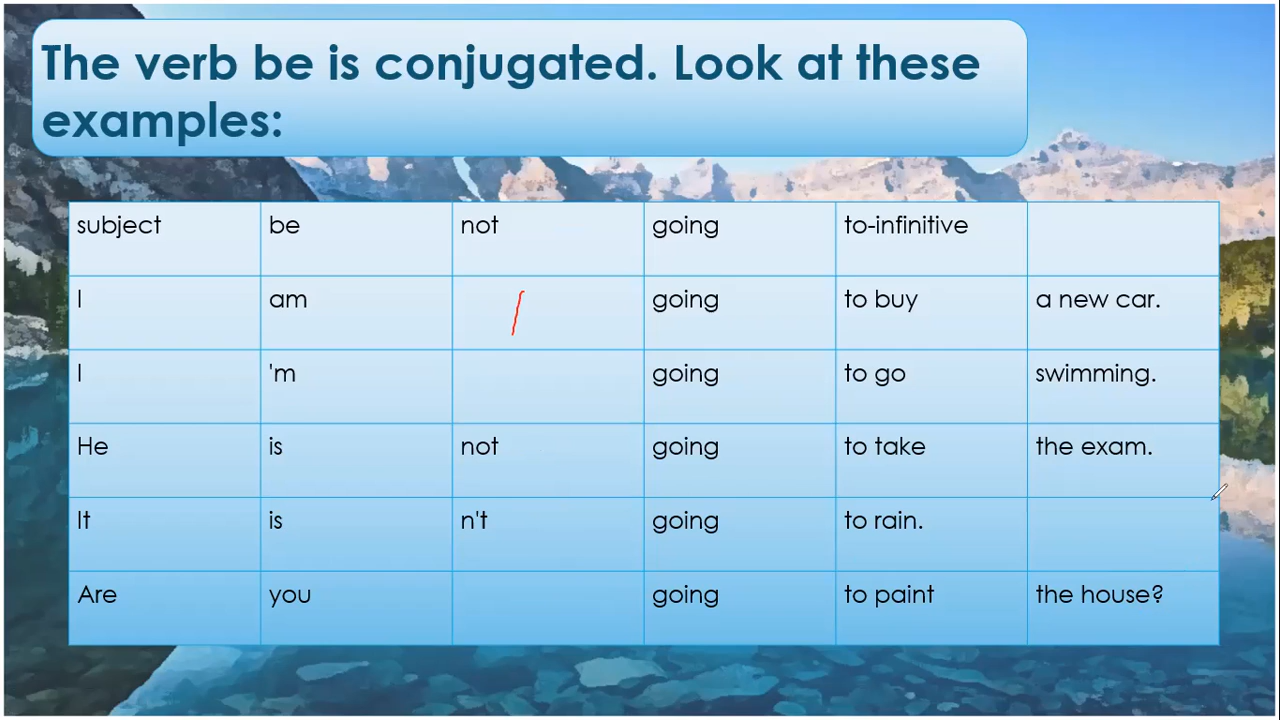 The verb be is conjugated. Look at these
examples:
subject be not going to-infinitive
I am going to buy a new car.
I 'm going to go swimming.
He is not going to take the exam.
It is n't going to rain.
Are you going to paint the house?